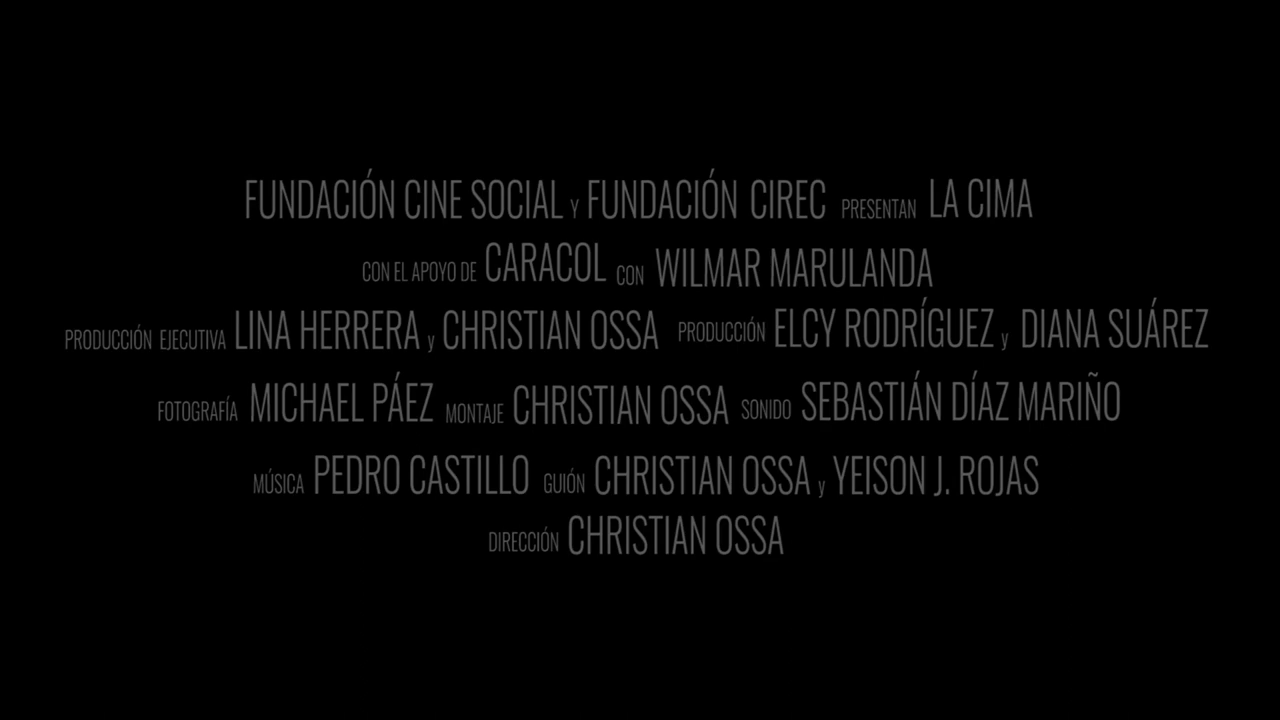 FUNDACIÓN CINE SOCIAL Y FUNDACIÓN CIREC PRESENTAN LA CIMA
CON EL APOYO DE CARACOL CON WILMAR MARULANDA
PRODUCCIÓN EJECUTIVA LINA HERRERA y CHRISTIAN OSSA PRODUCCIÓN ELCY RODRÍGUEZ y DIANA SUÁREZ
FOTOGRAFÍA MICHAEL PÁEZ MONTAJE CHRISTIAN OSSA SONIDO SEBASTIÁN DÍAZ MARIÑO
MÚSICA PEDRO CASTILLO GUIÓN CHRISTIAN OSSA y YEISON J. ROJAS
DIRECCIÓN CHRISTIAN OSSA